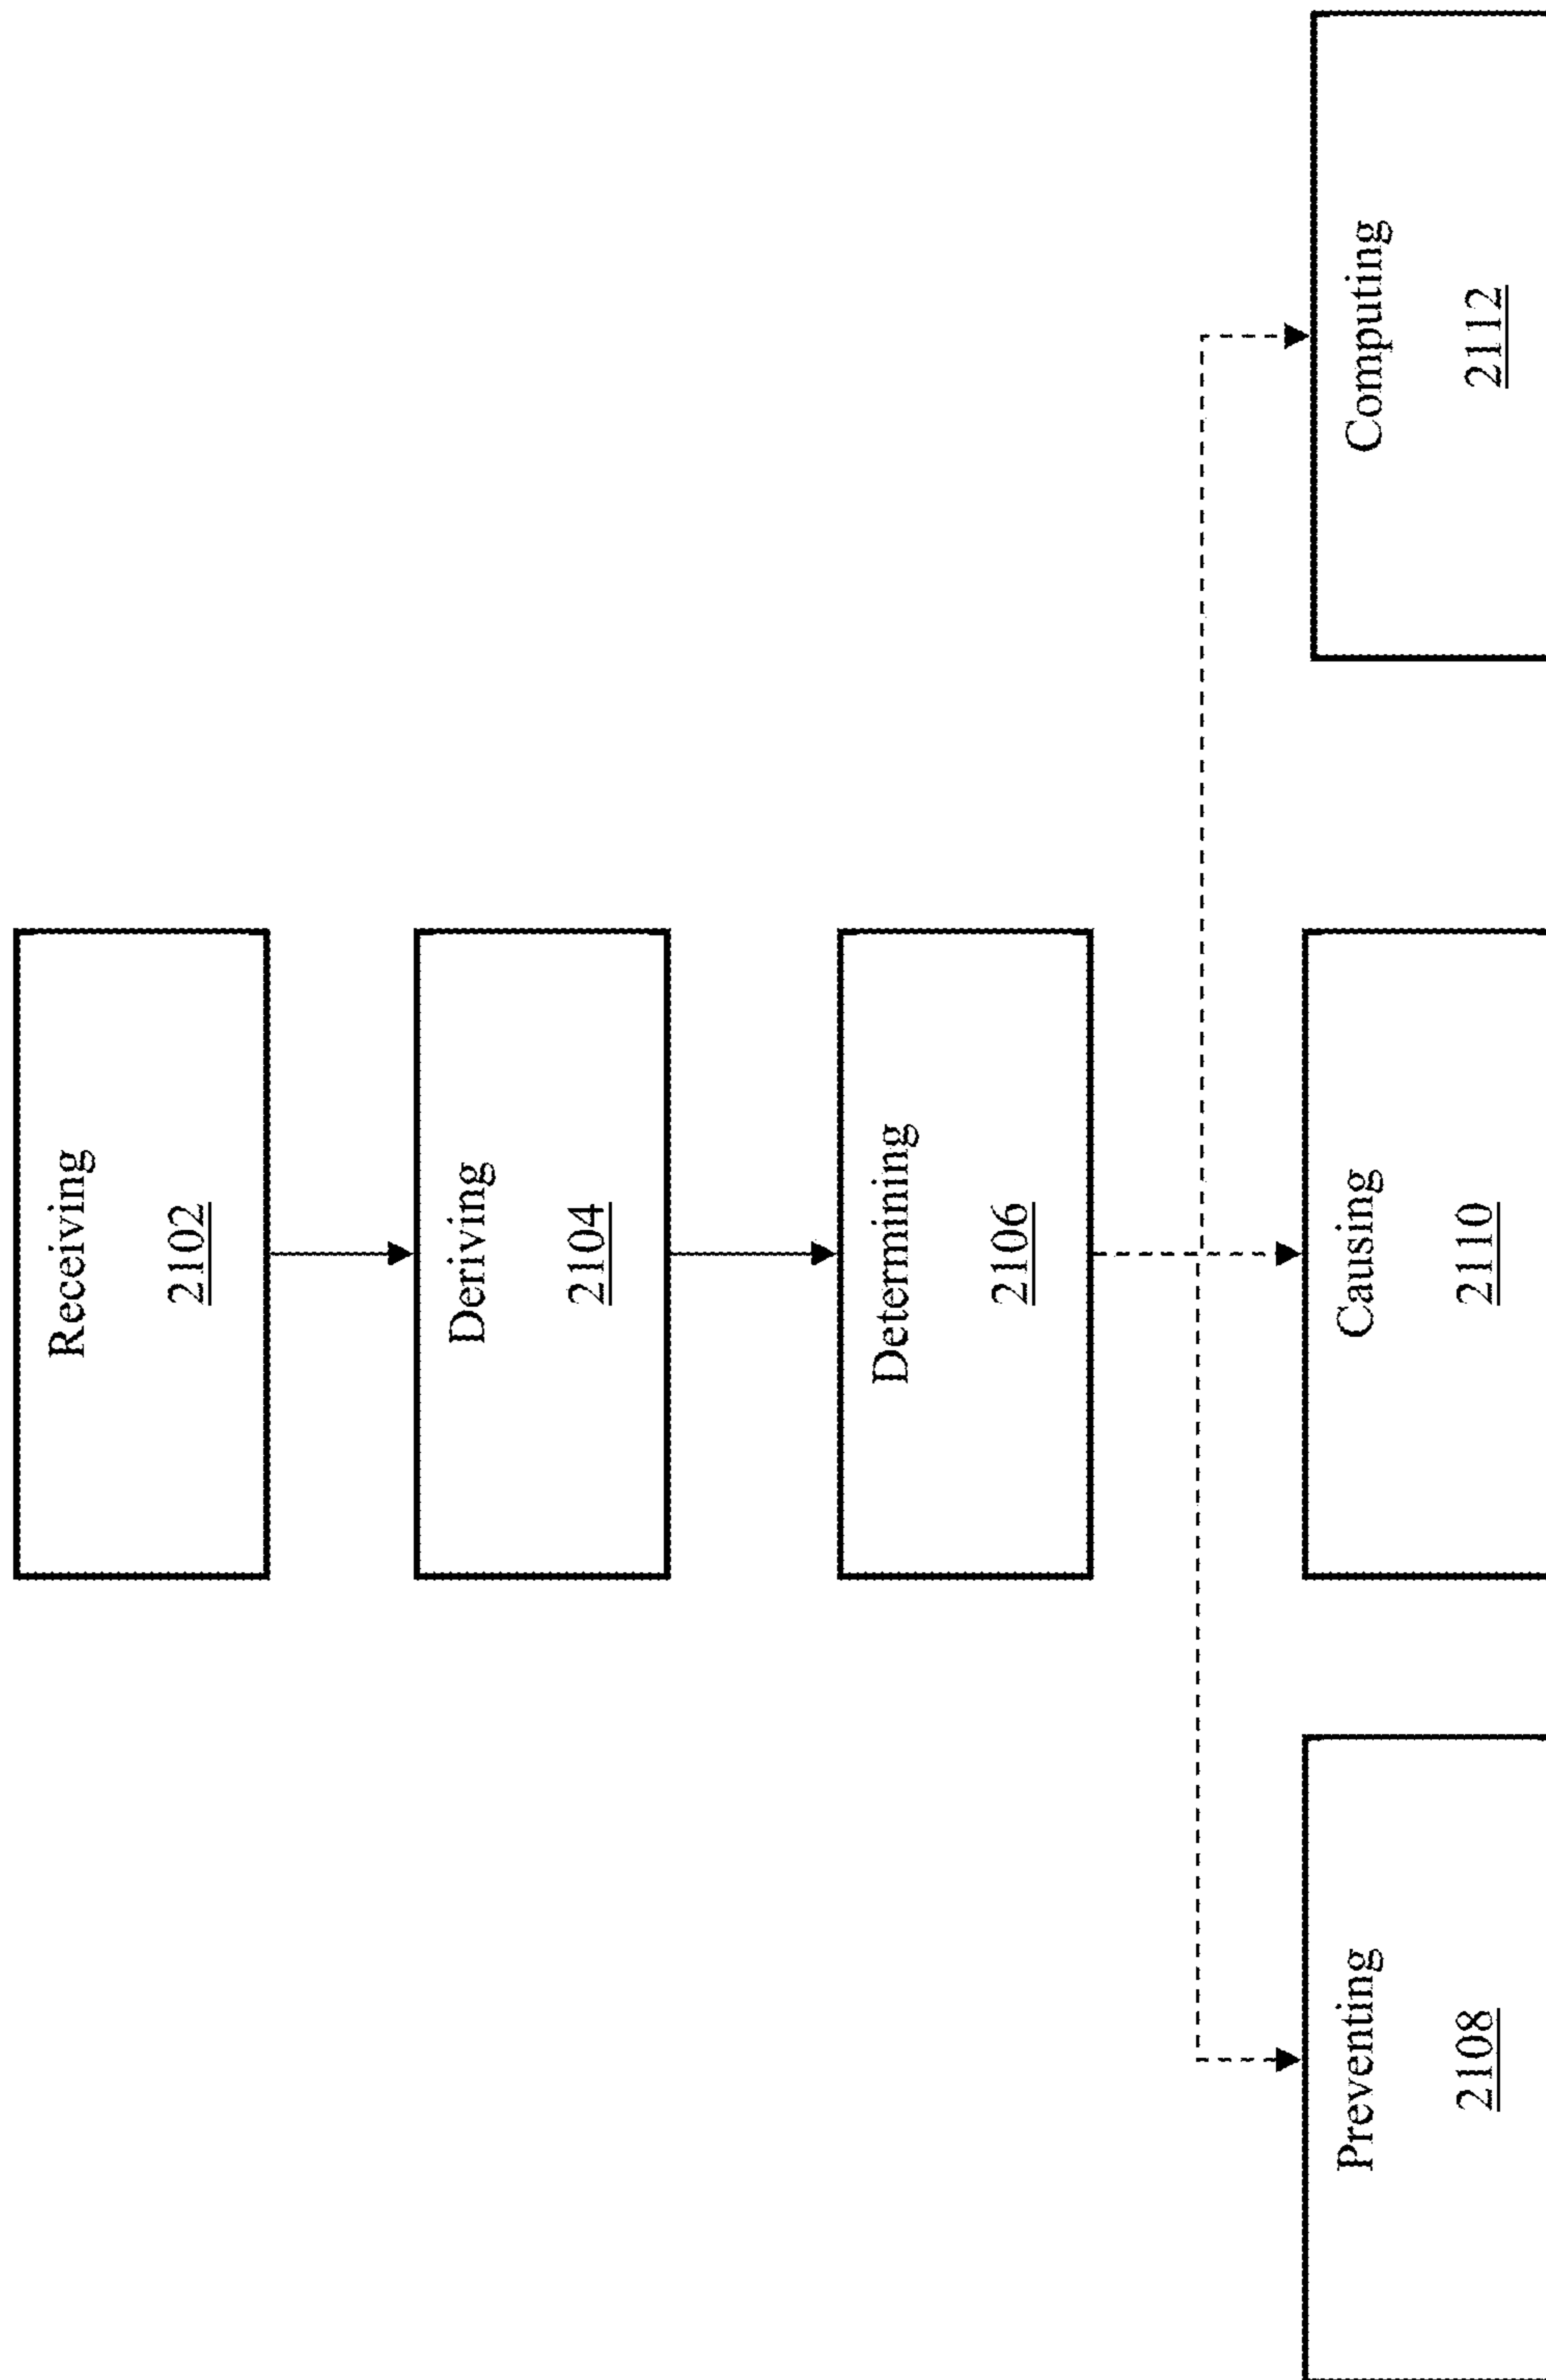 Receiving
2102
Deriving
2104
Determining
2106
Preventing
2108
Causing
2110
Computing
2112